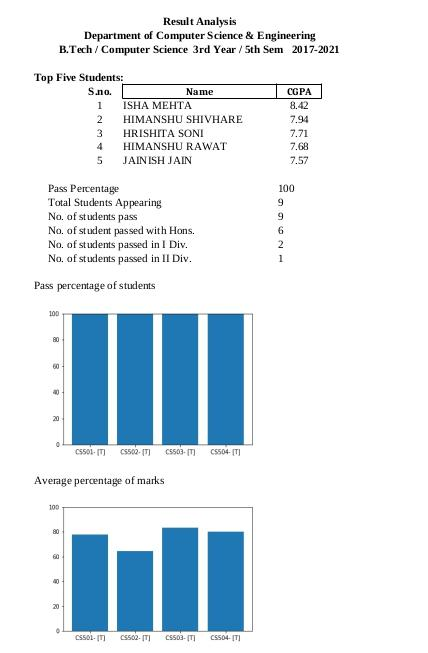 Result Analysis
Department of Computer Science & Engineering
B.Tech / Computer Science 3rd Year / 5th Sem 2017-2021
Top Five Students:
S.no. Name CGPA
1 ISHA MEHTA 8.42
2 HIMANSHU SHIVHARE 7.94
3 HRISHITA SONI 7.71
4 HIMANSHU RAWAT 7.68
5 JAINISH JAIN 7.57
Pass Percentage 100
Total Students Appearing 9
No. of students pass 9
No. of student passed with Hons. 6
No. of students passed in I Div. 2
No. of students passed in II Div. 1
Pass percentage of students
100
80
60
40
20
0
CS501- [T] CS502- [T] CS503- [T] CS504- [T]
Average percentage of marks
100
80
60
40
20
0
CS501- [T] CS502- [T] CS503- [T] CS504- [T]